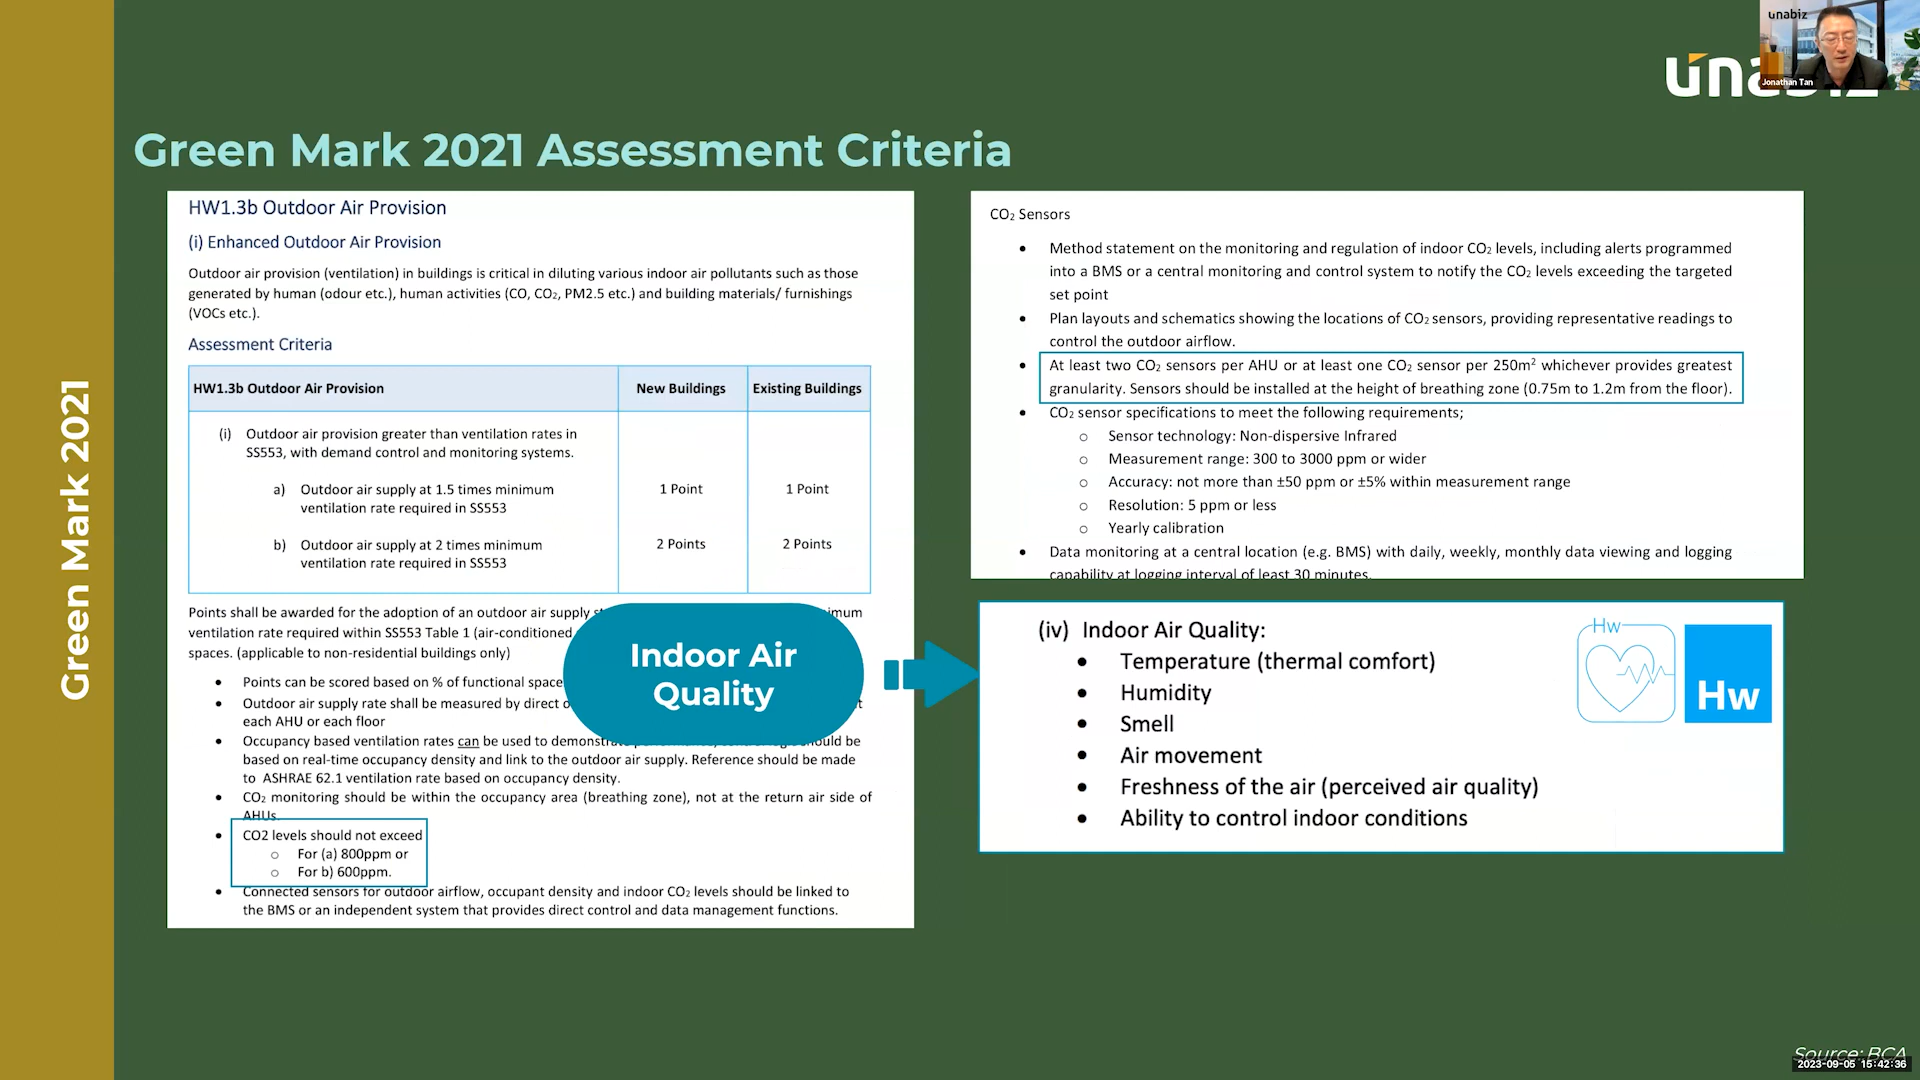 unabiz
Jonathan Tan
Green Mark 2021 Assessment Criteria
Green Mark 2021
HW1.3b Outdoor Air Provision
(i) Enhanced Outdoor Air Provision
Outdoor air provision (ventilation) in buildings is critical in diluting various indoor air pollutants such as those
generated by human (odour etc.), human activities (CO, CO₂, PM2.5 etc.) and building materials/ furnishings
(VOCs etc.).
Assessment Criteria
HW1.3b Outdoor Air Provision New Buildings Existing Buildings
(i) Outdoor air provision greater than ventilation rates in
SS553, with demand control and monitoring systems.
a) Outdoor air supply at 1.5 times minimum 1 Point 1 Point
ventilation rate required in SS553
b) Outdoor air supply at 2 times minimum 2 Points 2 Points
ventilation rate required in SS553
Points shall be awarded for the adoption of an outdoor air supply
ventilation rate required within SS553 Table 1 (air-conditioned
spaces. (applicable to non-residential buildings only)
• Points can be scored based on % of functional space
• Outdoor air supply rate shall be measured by direct
each AHU or each floor
• Occupancy based ventilation rates can be used to be
based on real-time occupancy density and link to the outdoor air supply. Reference should be made
to ASHRAE 62.1 ventilation rate based on occupancy density.
• CO₂ monitoring should be within the occupancy area (breathing zone), not at the return air side of
AHUs.
• CO2 levels should not exceed
○ For (a) 800ppm or
○ For b) 600ppm.
• Connected sensors for outdoor airflow, occupant density and indoor CO₂ levels should be linked to
the BMS or an independent system that provides direct control and data management functions.
Indoor Air
Quality
CO₂ Sensors
• Method statement on the monitoring and regulation of indoor CO₂ levels, including alerts programmed
into a BMS or a central monitoring and control system to notify the CO₂ levels exceeding the targeted
set point
• Plan layouts and schematics showing the locations of CO₂ sensors, providing representative readings to
control the outdoor airflow.
• At least two CO₂ sensors per AHU or at least one CO₂ sensor per 250m² whichever provides greatest
granularity. Sensors should be installed at the height of breathing zone (0.75m to 1.2m from the floor).
• CO₂ sensor specifications to meet the following requirements;
○ Sensor technology: Non-dispersive Infrared
○ Measurement range: 300 to 3000 ppm or wider
○ Accuracy: not more than ±50 ppm or ±5% within measurement range
○ Resolution: 5 ppm or less
○ Yearly calibration
• Data monitoring at a central location (e.g. BMS) with daily, weekly, monthly data viewing and logging
capability at logging interval of least 30 minutes.
(iv) Indoor Air Quality:
• Temperature (thermal comfort)
• Humidity
• Smell
• Air movement
• Freshness of the air (perceived air quality)
• Ability to control indoor conditions
Hw
Hw
Source: BCA
2023-09-05 15:42:36